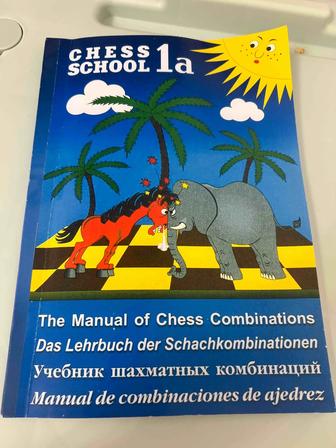 CHESS
SCHOOL 1a
The Manual of Chess Combinations
Das Lehrbuch der Schachkombinationen
Учебник шахматных комбинаций
Manual de combinaciones de ajedrez